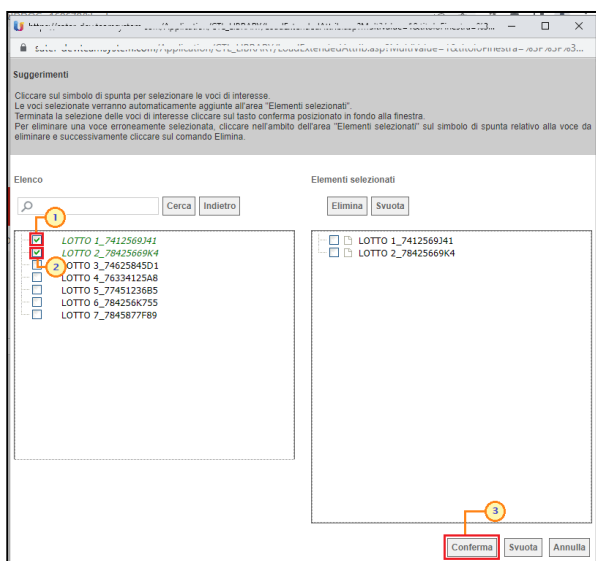 Suggerimenti
Cliccare sul simbolo di spunta per selezionare le voci di interesse.
Le voci selezionate verranno automaticamente aggiunte all'area "Elementi selezionati".
Terminata la selezione delle voci di interesse cliccare sul tasto conferma posizionato in fondo alla finestra.
Per eliminare una voce erroneamente selezionata, cliccare nell'ambito dell'area "Elementi selezionati" sul simbolo di spunta relativo alla voce da
eliminare e successivamente cliccare sul comando Elimina.
Elenco
Cerca Indietro
1
LOTTO 1_7412569J41
LOTTO 2_78425669K4
2
LOTTO 3_74625845D1
LOTTO 4_76334125A8
LOTTO 5_77451236B5
LOTTO 6_784256K755
LOTTO 7_7845877F89
Elementi selezionati
Elimina Svuota
LOTTO 1_7412569J41
LOTTO 2_78425669K4
3
Conferma Svuota Annulla